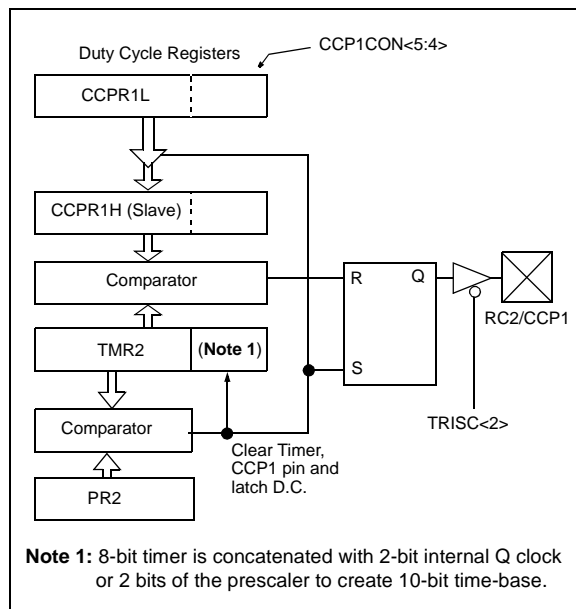 Duty Cycle Registers
CCP1CON<5:4>
CCPR1L
CCPR1H (Slave)
Comparator
R
Q
RC2/CCP1
TMR2
(Note 1)
S
TRISC<2>
Comparator
Clear Timer,
CCP1 pin and
latch D.C.
PR2
Note 1: 8-bit timer is concatenated with 2-bit internal Q clock
or 2 bits of the prescaler to create 10-bit time-base.